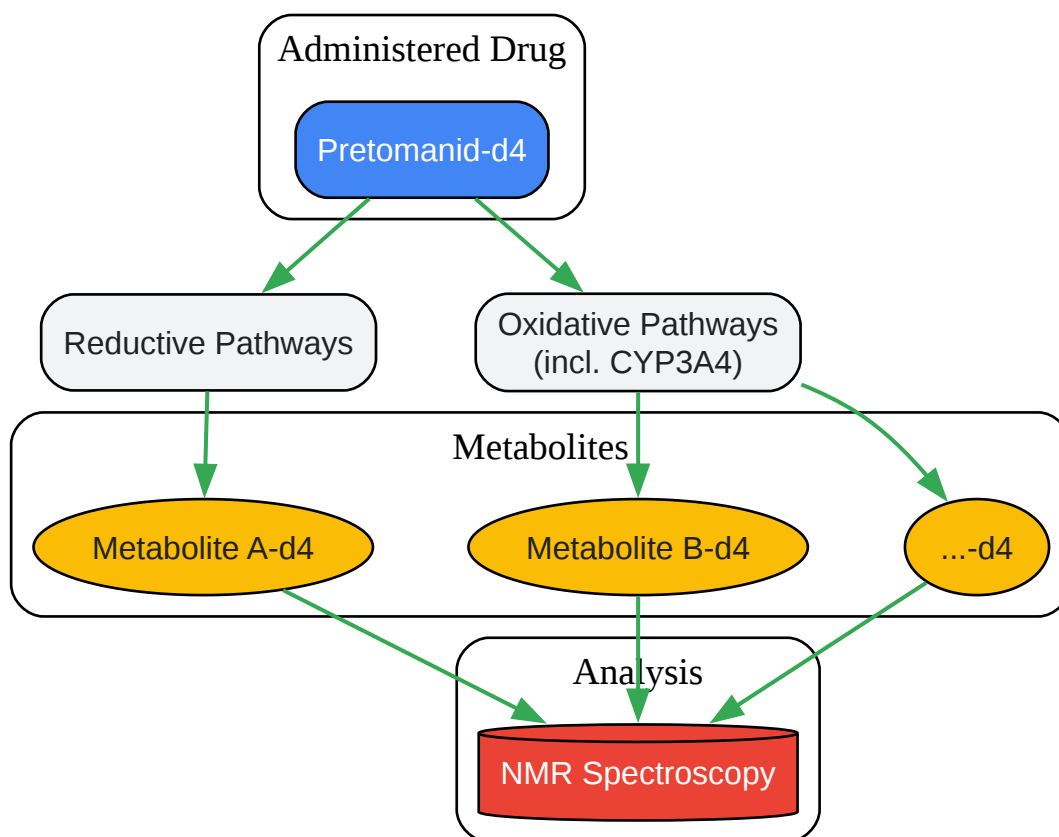 Administered Drug
Pretomanid-d4
Reductive Pathways
Oxidative Pathways
(incl. CYP3A4)
Metabolites
Metabolite A-d4
Metabolite B-d4
...-d4
Analysis
NMR Spectroscopy